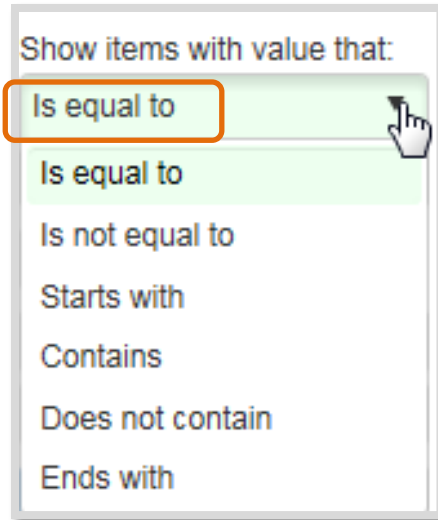 Show items with value that:
Is equal to
Is equal to
Is not equal to
Starts with
Contains
Does not contain
Ends with